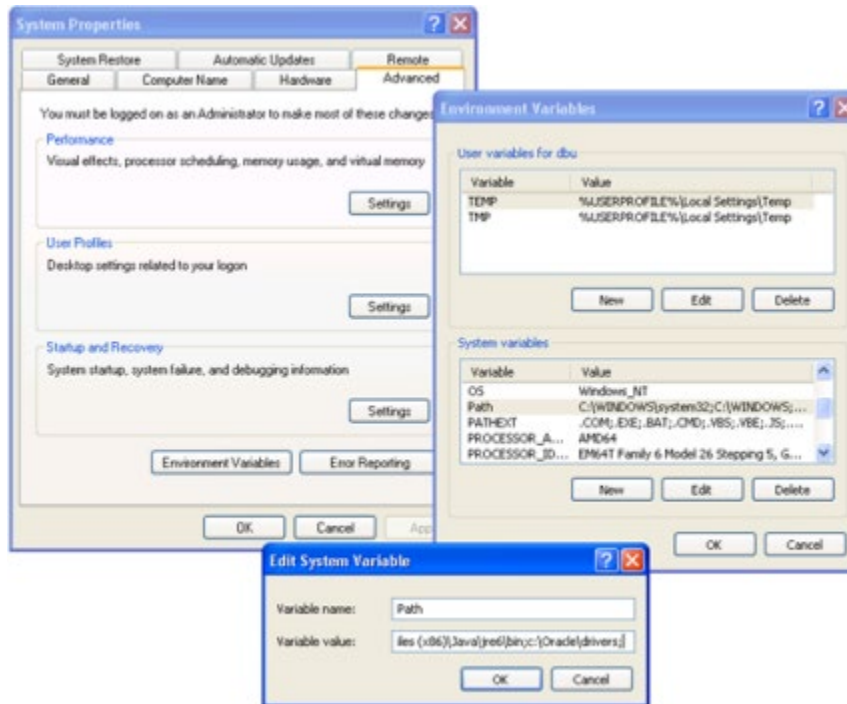 System Properties
System Restore Automatic Updates Remote
General Computer Name Hardware Advanced
You must be logged on as an Administrator to make most of these changes
Performance
Visual effects, processor scheduling, memory usage, and virtual memory
Settings
User Profiles
Desktop settings related to your logon
Settings
Startup and Recovery
System startup, system failure, and debugging information
Settings
Environment Variables Error Reporting
OK Cancel App
Environment Variables
User variables for dbu
Variable Value
TEMP %USERPROFILE%\Local Settings\Temp
TMP %USERPROFILE%\Local Settings\Temp
New Edit Delete
System variables
Variable Value
OS Windows_NT
Path C:\WINDOWS\system32;C:\WINDOWS;...
PATHEXT .COM;.EXE;.BAT;.CMD;.VBS;.VBE;.JS;....
PROCESSOR_A... AMD64
PROCESSOR_ID... EM64T Family 6 Model 26 Stepping 5, G...
New Edit Delete
OK Cancel
Edit System Variable
Variable name: Path
Variable value: iles (x86)\Java\jre6\bin;c:\Oracle\drivers;
OK Cancel